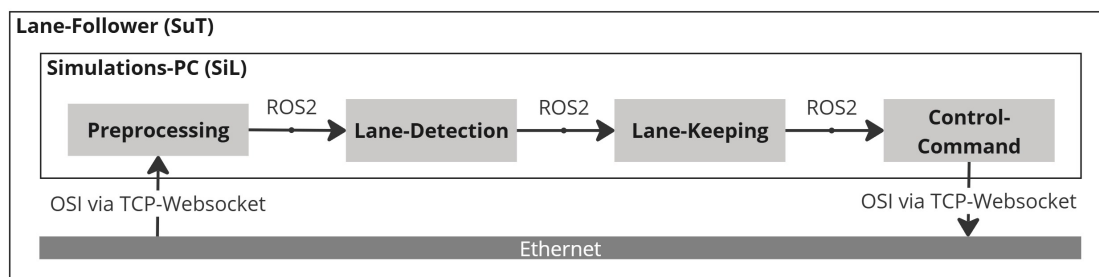 Lane-Follower (SuT)
Simulations-PC (SiL)
ROS2
ROS2
ROS2
Preprocessing
Lane-Detection
Lane-Keeping
Control-
Command
OSI via TCP-Websocket
OSI via TCP-Websocket
Ethernet